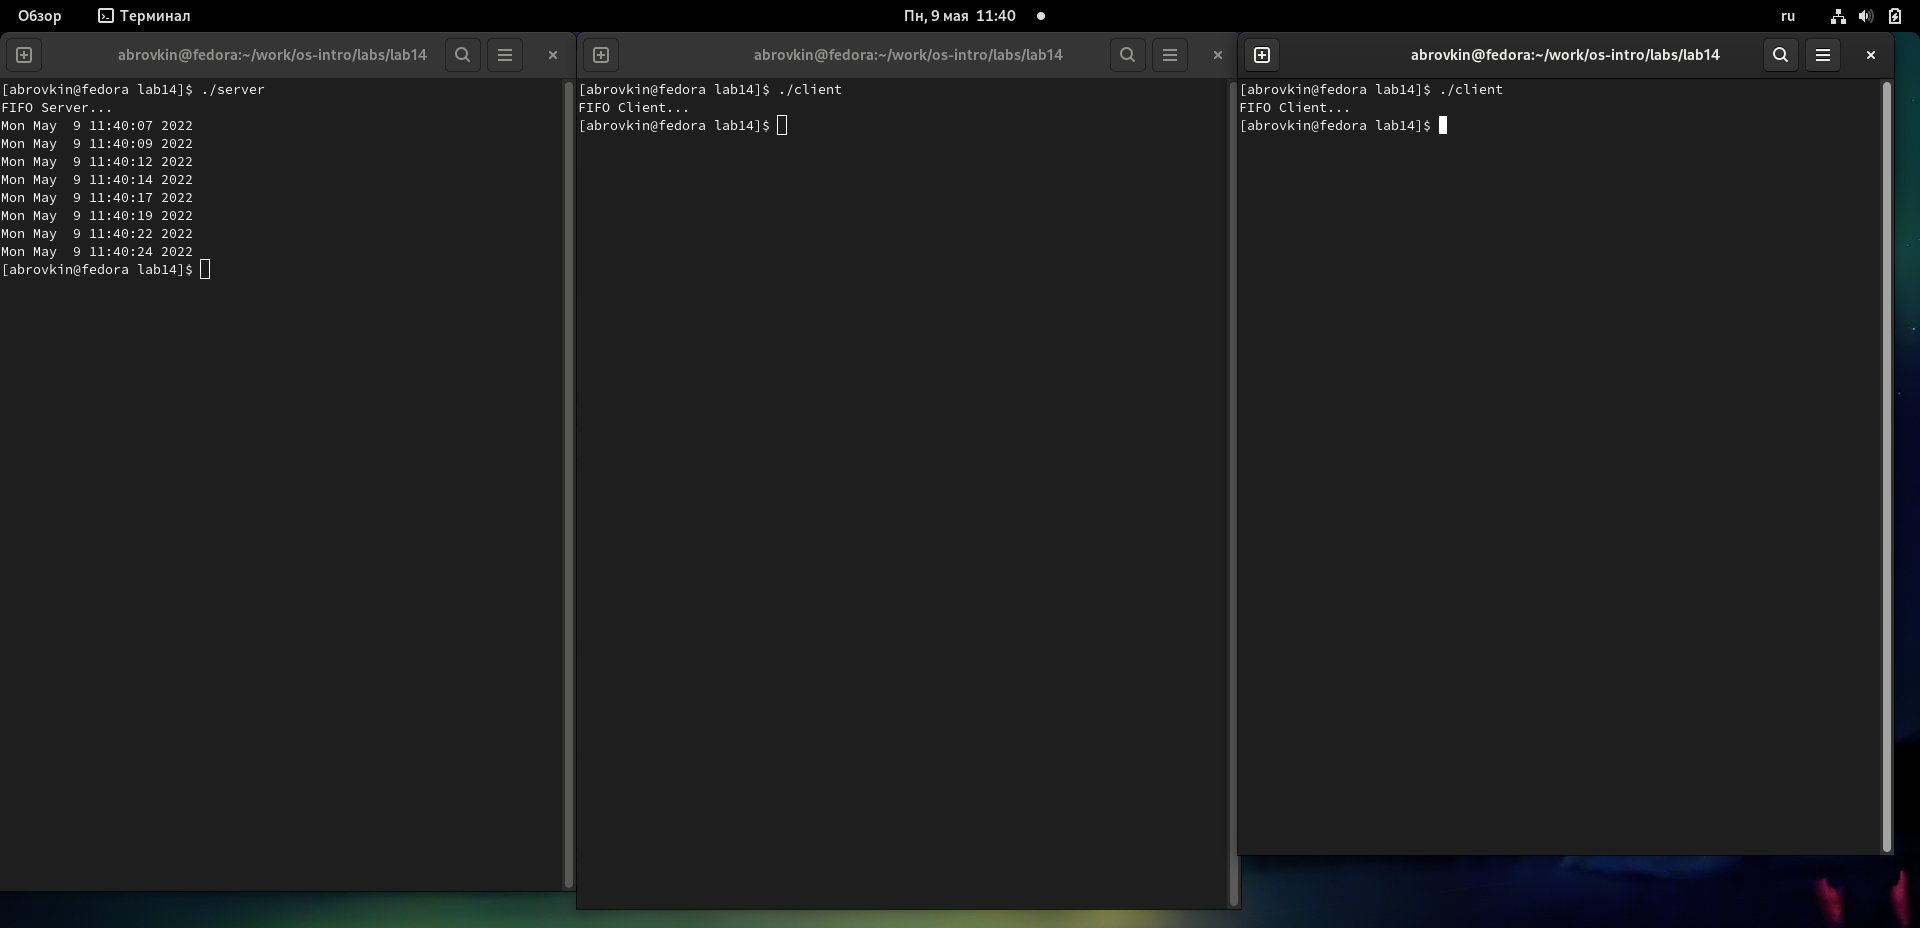 Обзор Терминал Пн, 9 мая 11:40 ru
abrovkin@fedora:~/work/os-intro/labs/lab14
[abrovkin@fedora lab14]$ ./server
FIFO Server...
Mon May  9 11:40:07 2022
Mon May  9 11:40:09 2022
Mon May  9 11:40:12 2022
Mon May  9 11:40:14 2022
Mon May  9 11:40:17 2022
Mon May  9 11:40:19 2022
Mon May  9 11:40:22 2022
Mon May  9 11:40:24 2022
[abrovkin@fedora lab14]$
abrovkin@fedora:~/work/os-intro/labs/lab14
[abrovkin@fedora lab14]$ ./client
FIFO Client...
[abrovkin@fedora lab14]$
abrovkin@fedora:~/work/os-intro/labs/lab14
[abrovkin@fedora lab14]$ ./client
FIFO Client...
[abrovkin@fedora lab14]$